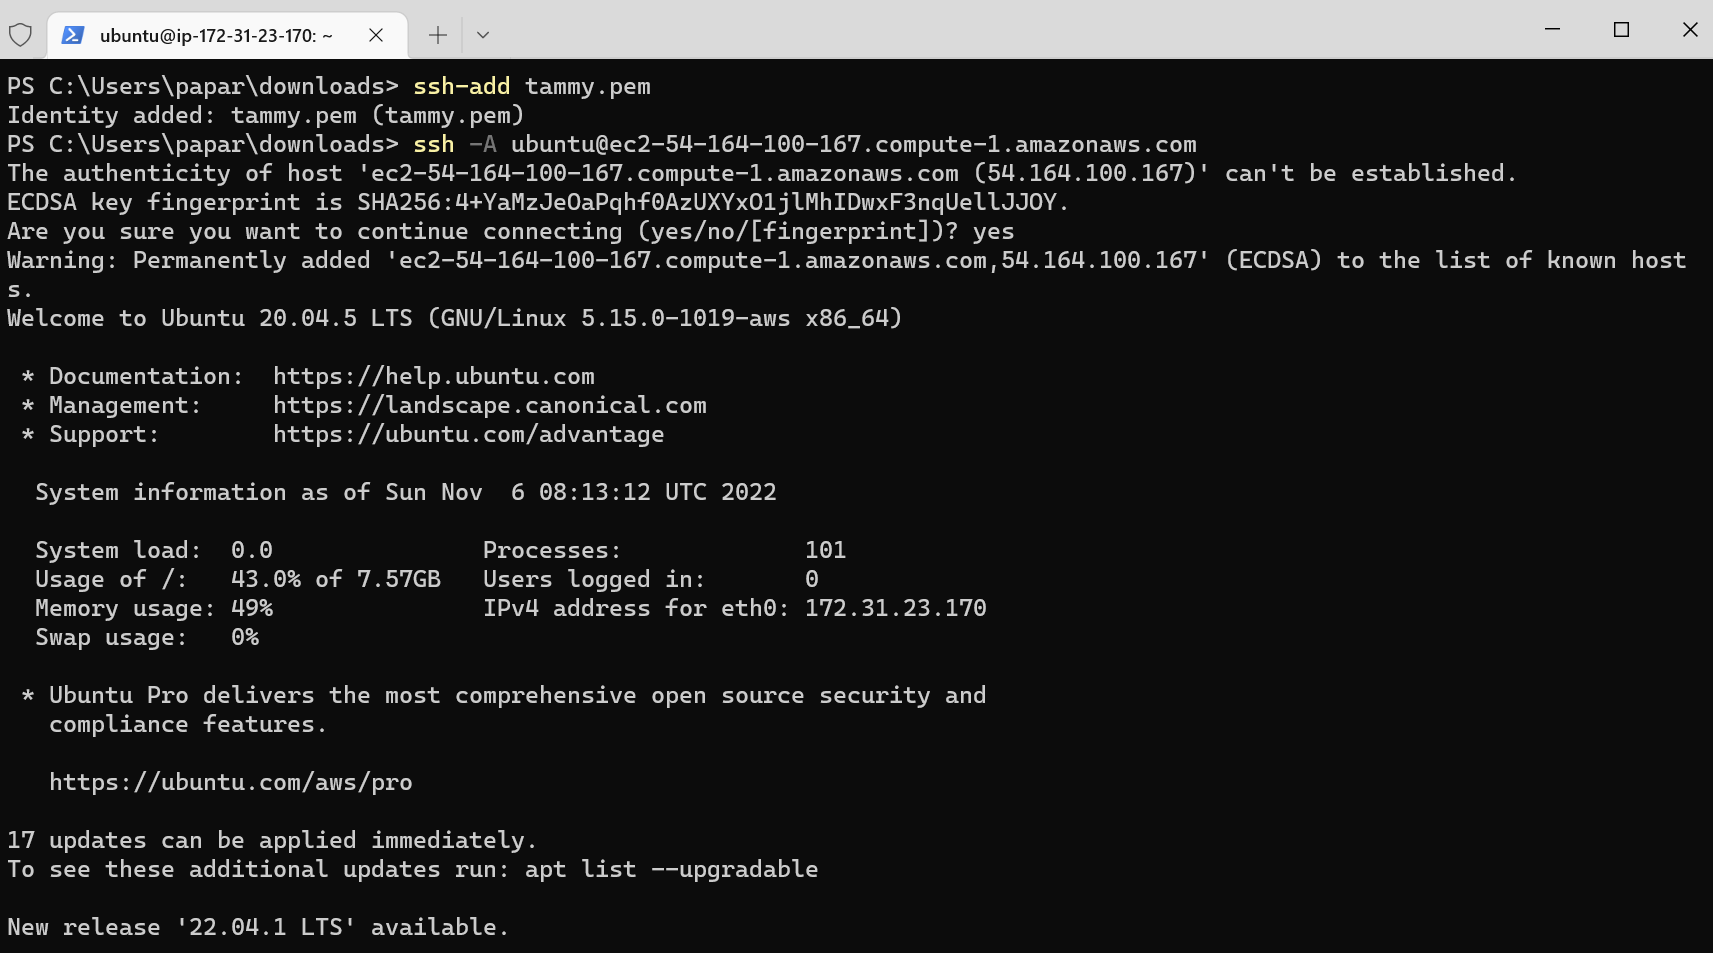 ubuntu@ip-172-31-23-170: ~
PS C:\Users\papar\downloads> ssh-add tammy.pem
Identity added: tammy.pem (tammy.pem)
PS C:\Users\papar\downloads> ssh -A ubuntu@ec2-54-164-100-167.compute-1.amazonaws.com
The authenticity of host 'ec2-54-164-100-167.compute-1.amazonaws.com (54.164.100.167)' can't be established.
ECDSA key fingerprint is SHA256:4+YaMzJeOaPqhf0AzUXYxO1jlMhIDwxF3nqUellJJOY.
Are you sure you want to continue connecting (yes/no/[fingerprint])? yes
Warning: Permanently added 'ec2-54-164-100-167.compute-1.amazonaws.com,54.164.100.167' (ECDSA) to the list of known host
s.
Welcome to Ubuntu 20.04.5 LTS (GNU/Linux 5.15.0-1019-aws x86_64)
* Documentation:  https://help.ubuntu.com
* Management:     https://landscape.canonical.com
* Support:        https://ubuntu.com/advantage
System information as of Sun Nov  6 08:13:12 UTC 2022
System load:  0.0               Processes:             101
Usage of /:   43.0% of 7.57GB   Users logged in:       0
Memory usage: 49%               IPv4 address for eth0: 172.31.23.170
Swap usage:   0%
* Ubuntu Pro delivers the most comprehensive open source security and
compliance features.
https://ubuntu.com/aws/pro
17 updates can be applied immediately.
To see these additional updates run: apt list --upgradable
New release '22.04.1 LTS' available.